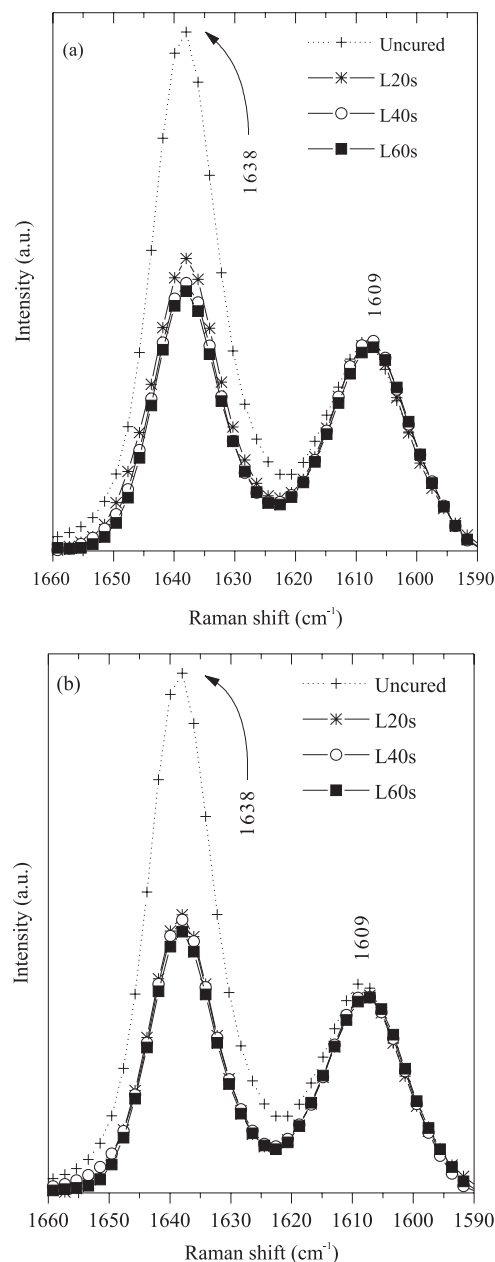 (a)
Uncured
L20s
L40s
L60s
1638
1609
Intensity (a.u.)
1660 1650 1640 1630 1620 1610 1600 1590
Raman shift (cm-1)
(b)
Uncured
L20s
L40s
L60s
1638
1609
Intensity (a.u.)
1660 1650 1640 1630 1620 1610 1600 1590
Raman shift (cm-1)